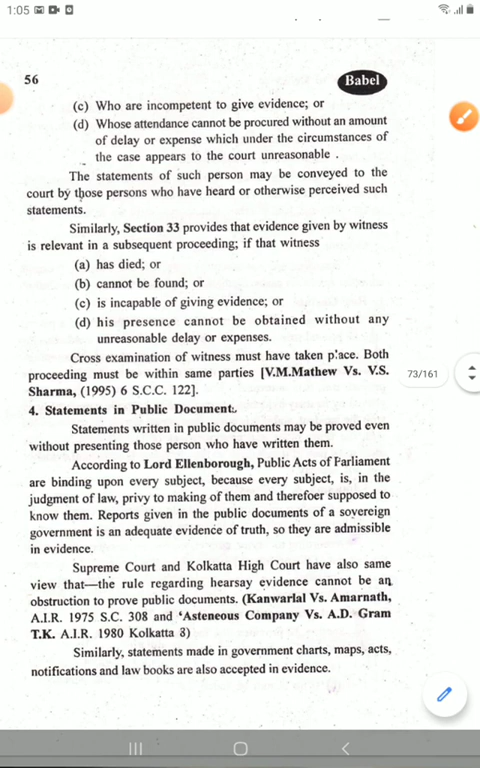 1:05
56
Babel
(c) Who are incompetent to give evidence; or
(d) Whose attendance cannot be procured without an amount
of delay or expense which under the circumstances of
the case appears to the court unreasonable .
The statements of such person may be conveyed to the
court by those persons who have heard or otherwise perceived such
statements.
Similarly, Section 33 provides that evidence given by witness
is relevant in a subsequent proceeding; if that witness
(a) has died; or
(b) cannot be found; or
(c) is incapable of giving evidence; or
(d) his presence cannot be obtained without any
unreasonable delay or expenses.
Cross examination of witness must have taken place. Both
proceeding must be within same parties [V.M.Mathew Vs. V.S.
73/161
Sharma, (1995) 6 S.C.C. 122].
4. Statements in Public Document.
Statements written in public documents may be proved even
without presenting those person who have written them.
According to Lord Ellenborough, Public Acts of Parliament
are binding upon every subject, because every subject, is, in the
judgment of law, privy to making of them and therefoer supposed to
know them. Reports given in the public documents of a sovereign
government is an adequate evidence of truth, so they are admissible
in evidence.
Supreme Court and Kolkatta High Court have also same
view that—the rule regarding hearsay evidence cannot be an
obstruction to prove public documents. (Kanwarlal Vs. Amarnath,
A.I.R. 1975 S.C. 308 and ‘Asteneous Company Vs. A.D. Gram
T.K. A.I.R. 1980 Kolkatta 3)
Similarly, statements made in government charts, maps, acts,
notifications and law books are also accepted in evidence.